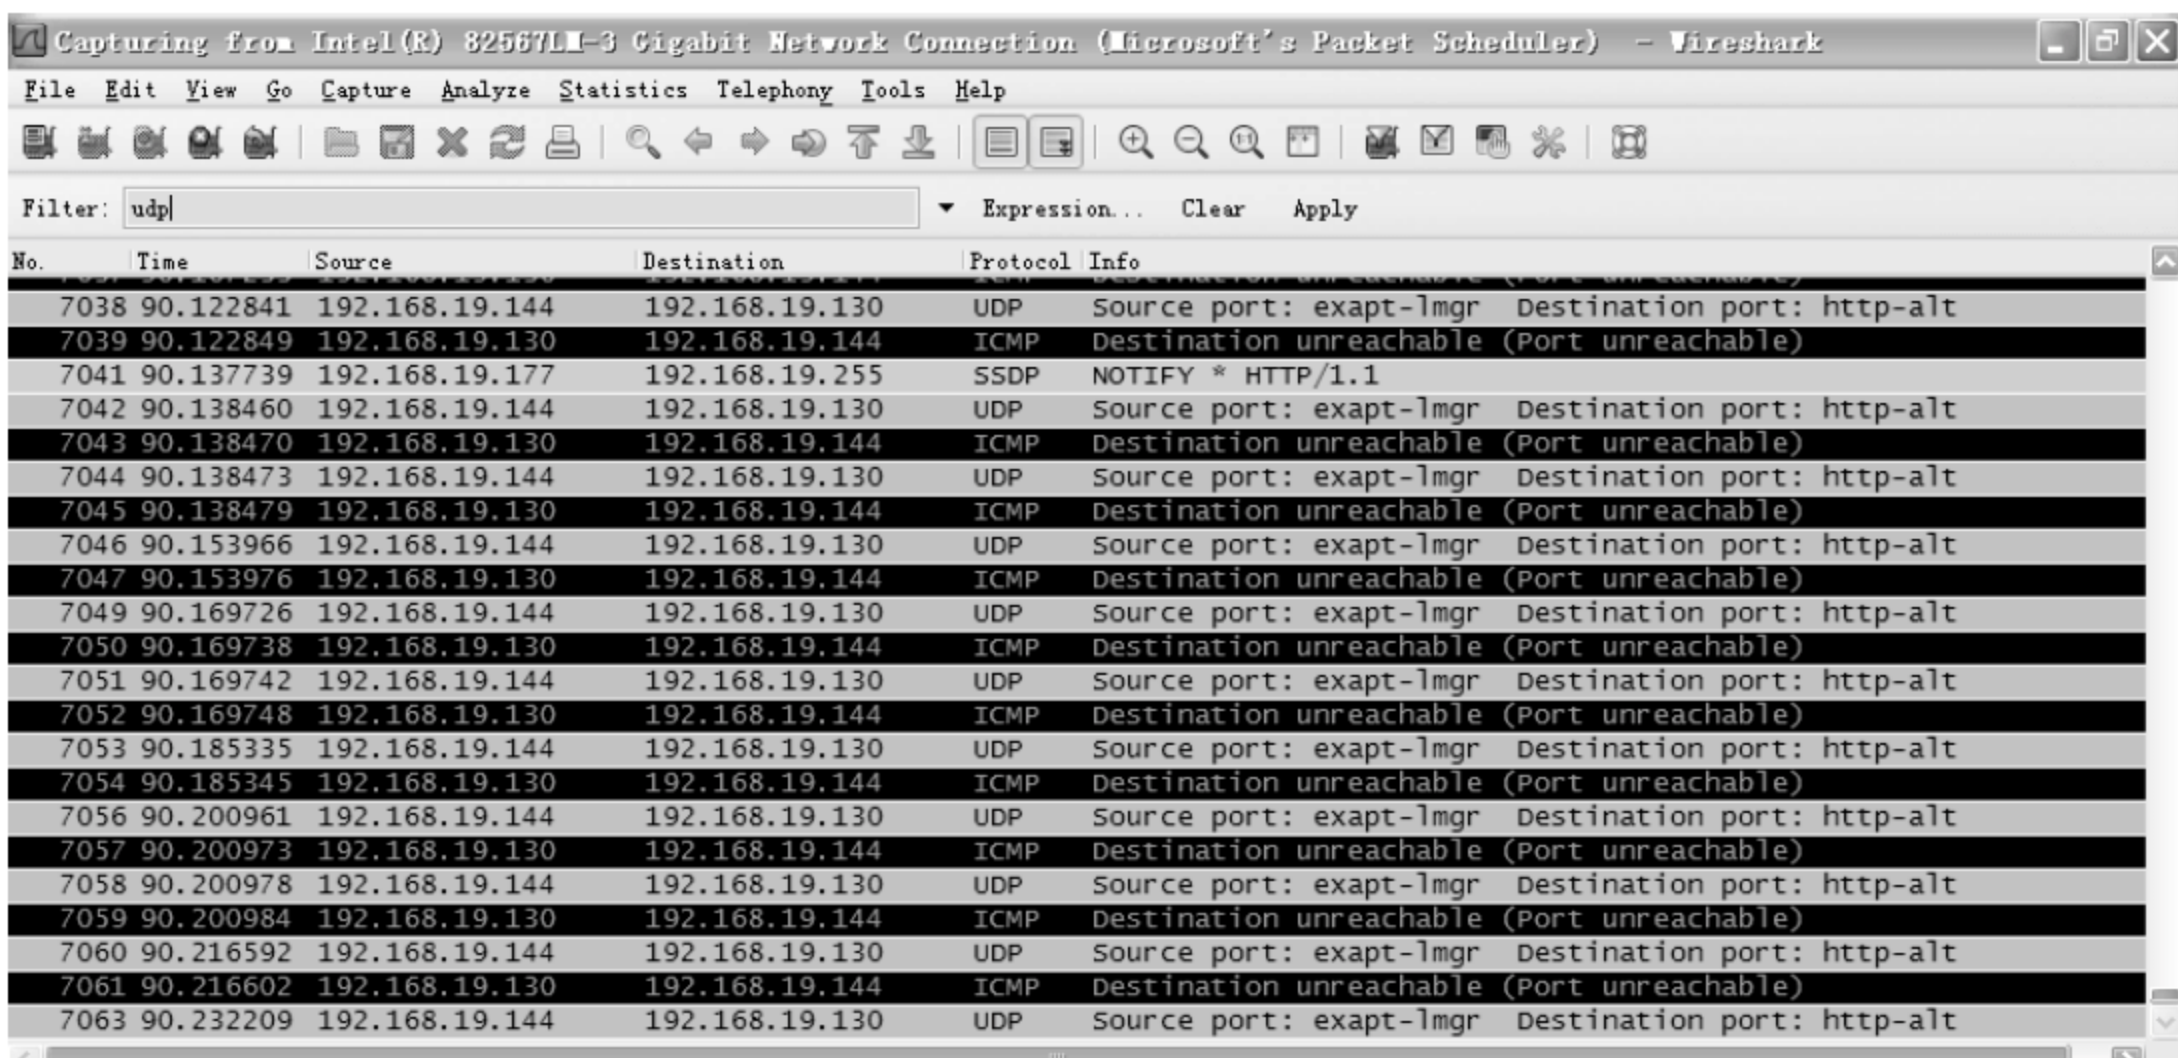 Capturing from Intel(R) 82567LM-3 Gigabit Network Connection (Microsoft's Packet Scheduler) - Wireshark
File Edit View Go Capture Analyze Statistics Telephony Tools Help
Filter: udp Expression... Clear Apply
No. Time Source Destination Protocol Info
7038 90.122841 192.168.19.144 192.168.19.130 UDP Source port: exapt-lmgr Destination port: http-alt
7039 90.122849 192.168.19.130 192.168.19.144 ICMP Destination unreachable (Port unreachable)
7041 90.137739 192.168.19.177 192.168.19.255 SSDP NOTIFY * HTTP/1.1
7042 90.138460 192.168.19.144 192.168.19.130 UDP Source port: exapt-lmgr Destination port: http-alt
7043 90.138470 192.168.19.130 192.168.19.144 ICMP Destination unreachable (Port unreachable)
7044 90.138473 192.168.19.144 192.168.19.130 UDP Source port: exapt-lmgr Destination port: http-alt
7045 90.138479 192.168.19.130 192.168.19.144 ICMP Destination unreachable (Port unreachable)
7046 90.153966 192.168.19.144 192.168.19.130 UDP Source port: exapt-lmgr Destination port: http-alt
7047 90.153976 192.168.19.130 192.168.19.144 ICMP Destination unreachable (Port unreachable)
7049 90.169726 192.168.19.144 192.168.19.130 UDP Source port: exapt-lmgr Destination port: http-alt
7050 90.169738 192.168.19.130 192.168.19.144 ICMP Destination unreachable (Port unreachable)
7051 90.169742 192.168.19.144 192.168.19.130 UDP Source port: exapt-lmgr Destination port: http-alt
7052 90.169748 192.168.19.130 192.168.19.144 ICMP Destination unreachable (Port unreachable)
7053 90.185335 192.168.19.144 192.168.19.130 UDP Source port: exapt-lmgr Destination port: http-alt
7054 90.185345 192.168.19.130 192.168.19.144 ICMP Destination unreachable (Port unreachable)
7056 90.200961 192.168.19.144 192.168.19.130 UDP Source port: exapt-lmgr Destination port: http-alt
7057 90.200973 192.168.19.130 192.168.19.144 ICMP Destination unreachable (Port unreachable)
7058 90.200978 192.168.19.144 192.168.19.130 UDP Source port: exapt-lmgr Destination port: http-alt
7059 90.200984 192.168.19.130 192.168.19.144 ICMP Destination unreachable (Port unreachable)
7060 90.216592 192.168.19.144 192.168.19.130 UDP Source port: exapt-lmgr Destination port: http-alt
7061 90.216602 192.168.19.130 192.168.19.144 ICMP Destination unreachable (Port unreachable)
7063 90.232209 192.168.19.144 192.168.19.130 UDP Source port: exapt-lmgr Destination port: http-alt